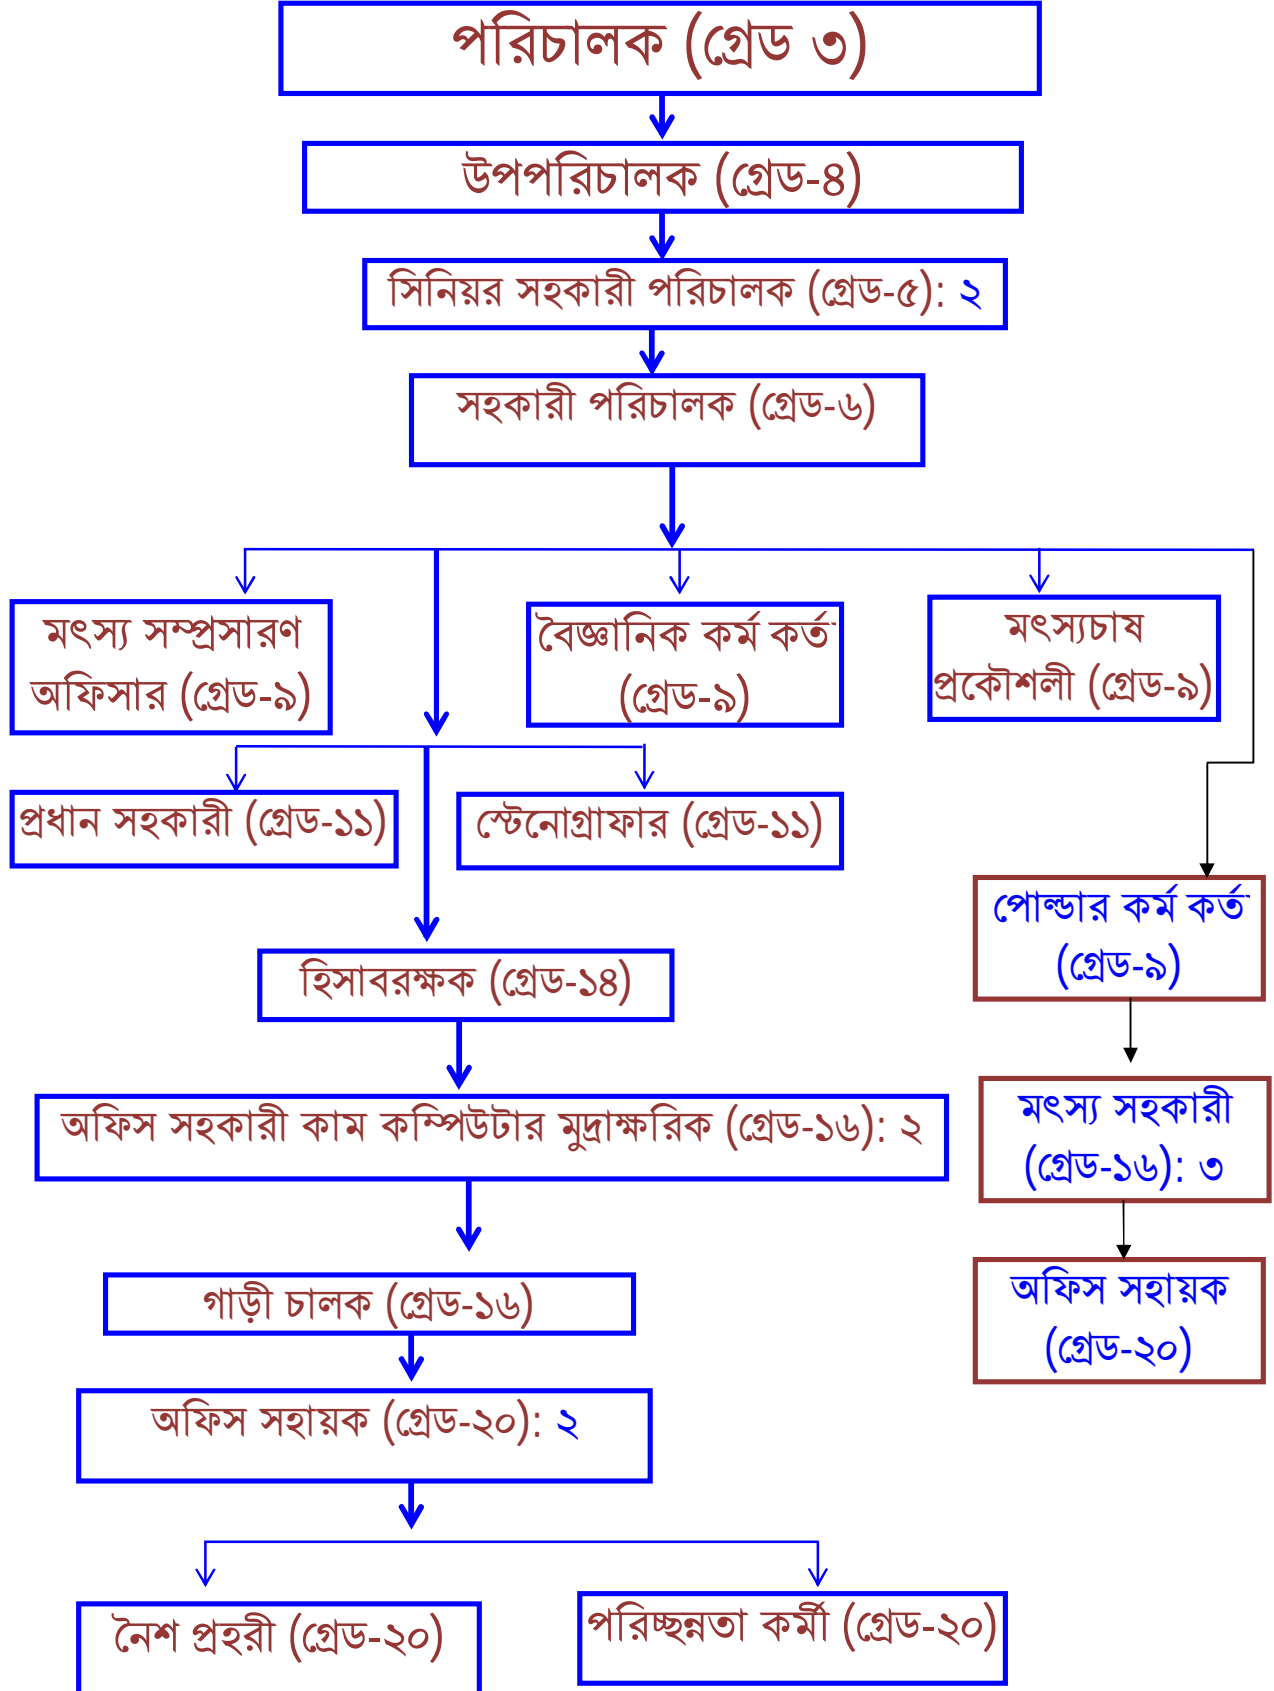 পরিচালক (গ্রেড ৩)
উপপরিচালক (গ্রেড-৪)
সিনিয়র সহকারী পরিচালক (গ্রেড-৫): ২
সহকারী পরিচালক (গ্রেড-৬)
মৎস্য সম্প্রসারণ
অফিসার (গ্রেড-৯)
বৈজ্ঞানিক কর্ম কর্ত
(গ্রেড-৯)
মৎস্যচাষ
প্রকৌশলী (গ্রেড-৯)
প্রধান সহকারী (গ্রেড-১১)
স্টেনোগ্রাফার (গ্রেড-১১)
পোল্ডার কর্ম কর্ত
(গ্রেড-৯)
হিসাবরক্ষক (গ্রেড-১৪)
অফিস সহকারী কাম কম্পিউটার মুদ্রাক্ষরিক (গ্রেড-১৬): ২
মৎস্য সহকারী
(গ্রেড-১৬): ৩
গাড়ী চালক (গ্রেড-১৬)
অফিস সহায়ক
(গ্রেড-২০)
অফিস সহায়ক (গ্রেড-২০): ২
নৈশ প্রহরী (গ্রেড-২০)
পরিচ্ছন্নতা কর্মী (গ্রেড-২০)